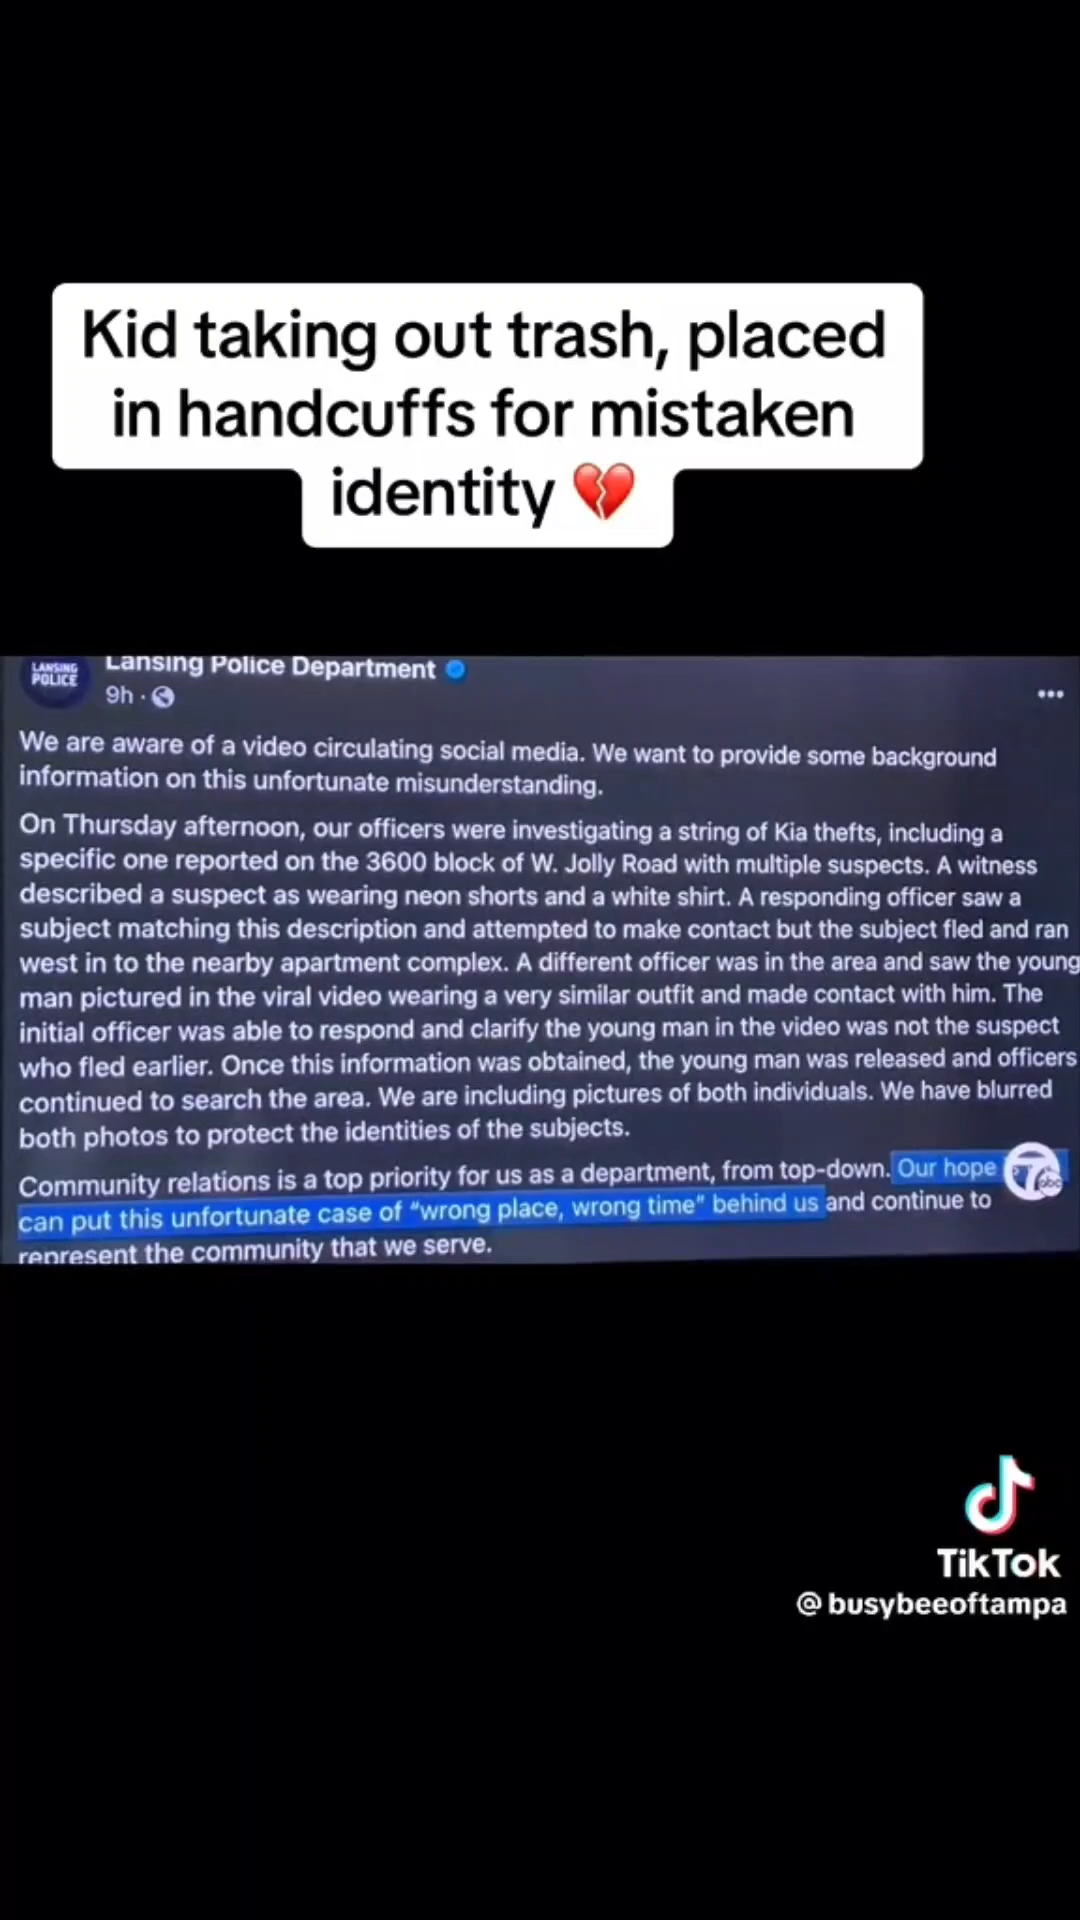 Kid taking out trash, placed
in handcuffs for mistaken
identity 💔
LANSING
POLICE
Lansing Police Department
9h ·
We are aware of a video circulating social media. We want to provide some background
information on this unfortunate misunderstanding.
On Thursday afternoon, our officers were investigating a string of Kia thefts, including a
specific one reported on the 3600 block of W. Jolly Road with multiple suspects. A witness
described a suspect as wearing neon shorts and a white shirt. A responding officer saw a
subject matching this description and attempted to make contact but the subject fled and ran
west in to the nearby apartment complex. A different officer was in the area and saw the young
man pictured in the viral video wearing a very similar outfit and made contact with him. The
initial officer was able to respond and clarify the young man in the video was not the suspect
who fled earlier. Once this information was obtained, the young man was released and officers
continued to search the area. We are including pictures of both individuals. We have blurred
both photos to protect the identities of the subjects.
Community relations is a top priority for us as a department, from top-down. Our hope
7 abc
can put this unfortunate case of "wrong place, wrong time" behind us and continue to
represent the community that we serve.
TikTok
@busybeeoftampa